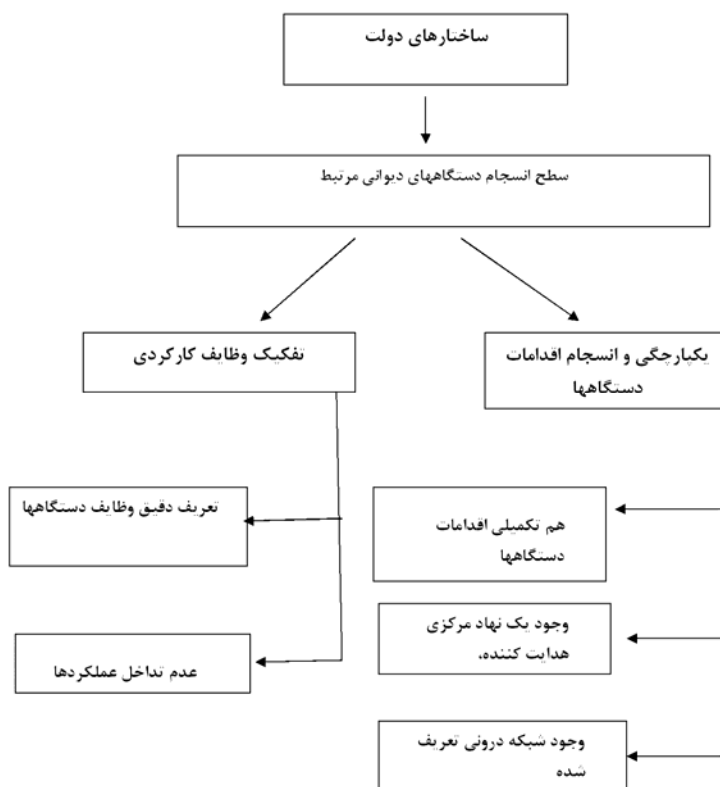 ساختارهای دولت
سطح انسجام دستگاههای دیوانی مرتبط
یکپارچگی و انسجام اقدامات
دستگاهها
تفکیک وظایف کارکردی
هم تکمیلی اقدامات
دستگاهها
تعریف دقیق وظایف دستگاهها
وجود یک نهاد مرکزی
هدایت کننده،
عدم تداخل عملکردها
وجود شبکه درونی تعریف
شده